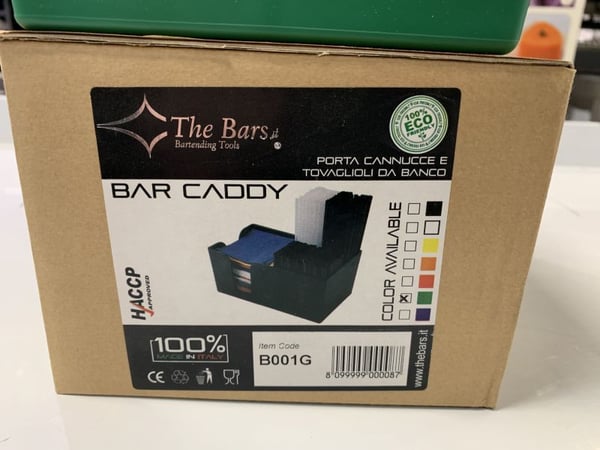 The Bars.it
Bartending Tools
100%
ECO
FRIENDLY
PORTA CANNUCCE E
TOVAGLIOLI DA BANCO
BAR CADDY
COLOR AVAILABLE
HACCP
APPROVED
100%
MADE IN ITALY
Item Code
B001G
8 099999 000087
CE
www.thebars.it